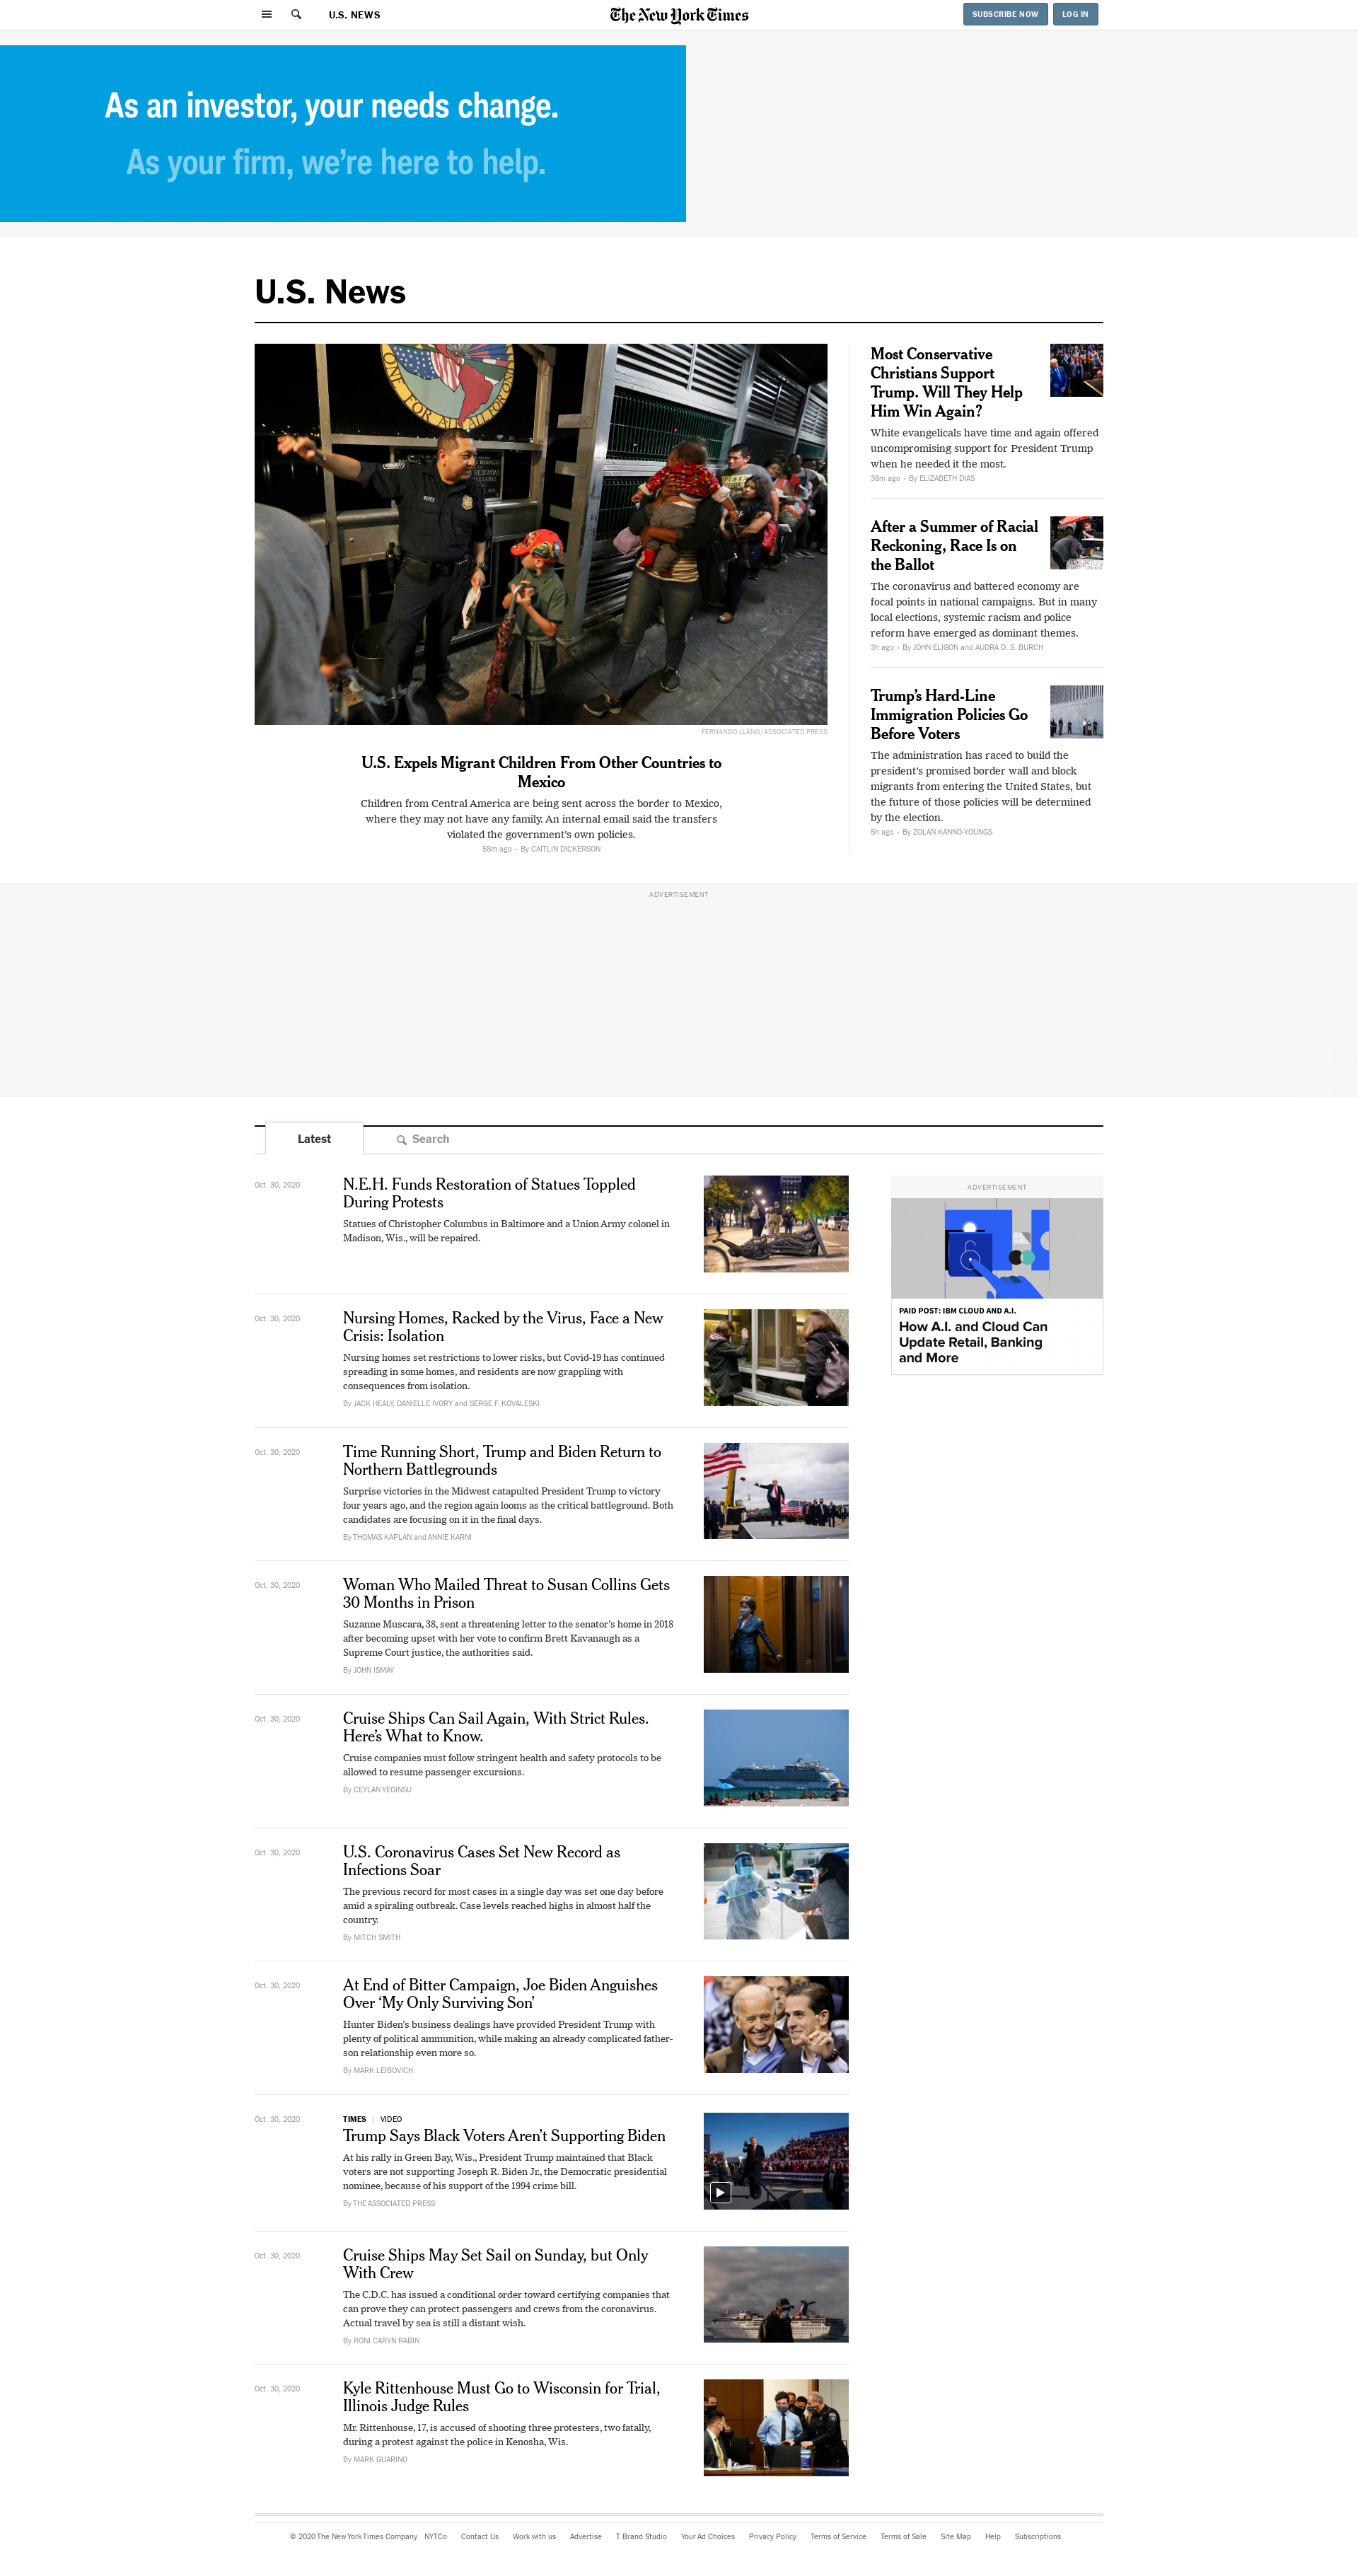 U.S. NEWS
The New York Times
SUBSCRIBE NOW
LOG IN
As an investor, your needs change.
As your firm, we're here to help.
U.S. News
REYES
FERNANDO LLANO/ASSOCIATED PRESS
U.S. Expels Migrant Children From Other Countries to
Mexico
Children from Central America are being sent across the border to Mexico,
where they may not have any family. An internal email said the transfers
violated the government's own policies.
58m ago • By CAITLIN DICKERSON
Most Conservative
Christians Support
Trump. Will They Help
Him Win Again?
White evangelicals have time and again offered
uncompromising support for President Trump
when he needed it the most.
38m ago • By ELIZABETH DIAS
After a Summer of Racial
Reckoning, Race Is on
the Ballot
The coronavirus and battered economy are
focal points in national campaigns. But in many
local elections, systemic racism and police
reform have emerged as dominant themes.
3h ago • By JOHN ELIGON and AUDRA D. S. BURCH
Trump's Hard-Line
Immigration Policies Go
Before Voters
The administration has raced to build the
president's promised border wall and block
migrants from entering the United States, but
the future of those policies will be determined
by the election.
5h ago • By ZOLAN KANNO-YOUNGS
ADVERTISEMENT
Latest
Search
Oct. 30, 2020
N.E.H. Funds Restoration of Statues Toppled
During Protests
Statues of Christopher Columbus in Baltimore and a Union Army colonel in
Madison, Wis., will be repaired.
ADVERTISEMENT
PAID POST: IBM CLOUD AND A.I.
How A.I. and Cloud Can
Update Retail, Banking
and More
Oct. 30, 2020
Nursing Homes, Racked by the Virus, Face a New
Crisis: Isolation
Nursing homes set restrictions to lower risks, but Covid-19 has continued
spreading in some homes, and residents are now grappling with
consequences from isolation.
By JACK HEALY, DANIELLE IVORY and SERGE F. KOVALESKI
Oct. 30, 2020
Time Running Short, Trump and Biden Return to
Northern Battlegrounds
Surprise victories in the Midwest catapulted President Trump to victory
four years ago, and the region again looms as the critical battleground. Both
candidates are focusing on it in the final days.
By THOMAS KAPLAN and ANNIE KARNI
Oct. 30, 2020
Woman Who Mailed Threat to Susan Collins Gets
30 Months in Prison
Suzanne Muscara, 38, sent a threatening letter to the senator's home in 2018
after becoming upset with her vote to confirm Brett Kavanaugh as a
Supreme Court justice, the authorities said.
By JOHN ISMAY
Oct. 30, 2020
Cruise Ships Can Sail Again, With Strict Rules.
Here's What to Know.
Cruise companies must follow stringent health and safety protocols to be
allowed to resume passenger excursions.
By CEYLAN YEGINSU
Oct. 30, 2020
U.S. Coronavirus Cases Set New Record as
Infections Soar
The previous record for most cases in a single day was set one day before
amid a spiraling outbreak. Case levels reached highs in almost half the
country.
By MITCH SMITH
Oct. 30, 2020
At End of Bitter Campaign, Joe Biden Anguishes
Over 'My Only Surviving Son'
Hunter Biden's business dealings have provided President Trump with
plenty of political ammunition, while making an already complicated father-
son relationship even more so.
By MARK LEIBOVICH
Oct. 30, 2020
TIMES | VIDEO
Trump Says Black Voters Aren't Supporting Biden
At his rally in Green Bay, Wis., President Trump maintained that Black
voters are not supporting Joseph R. Biden Jr., the Democratic presidential
nominee, because of his support of the 1994 crime bill.
By THE ASSOCIATED PRESS
Oct. 30, 2020
Cruise Ships May Set Sail on Sunday, but Only
With Crew
The C.D.C. has issued a conditional order toward certifying companies that
can prove they can protect passengers and crews from the coronavirus.
Actual travel by sea is still a distant wish.
By RONI CARYN RABIN
Oct. 30, 2020
Kyle Rittenhouse Must Go to Wisconsin for Trial,
Illinois Judge Rules
Mr. Rittenhouse, 17, is accused of shooting three protesters, two fatally,
during a protest against the police in Kenosha, Wis.
By MARK GUARINO
© 2020 The New York Times Company NYTCo Contact Us Work with us Advertise T Brand Studio Your Ad Choices Privacy Policy Terms of Service Terms of Sale Site Map Help Subscriptions